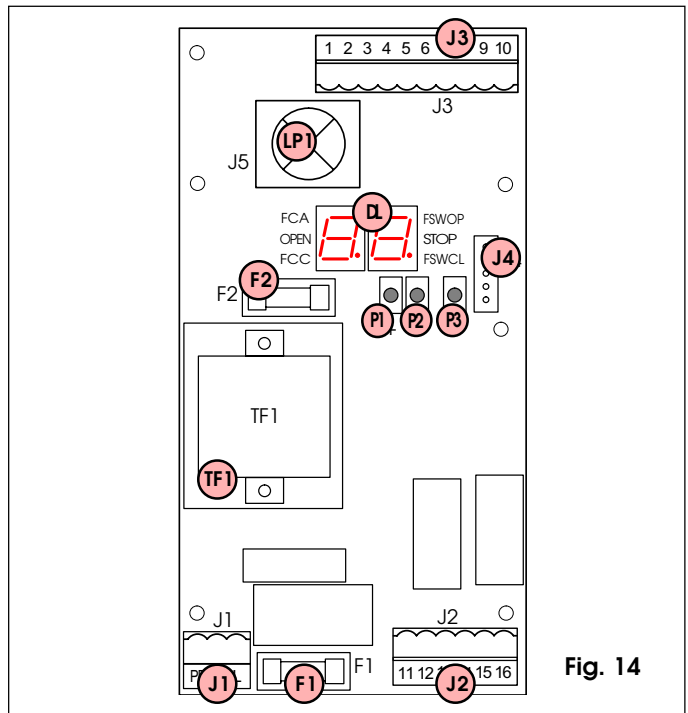 J3
1 2 3 4 5 6 9 10
J3
LP1
J5
DL
FCA 8. 8. FSWOP
OPEN STOP
FCC FSWCL
J4
F2
F2
P1 P2 P3
TF1
TF1
J1
J2
F1
11 12 15 16
J1 F1 J2
Fig. 14